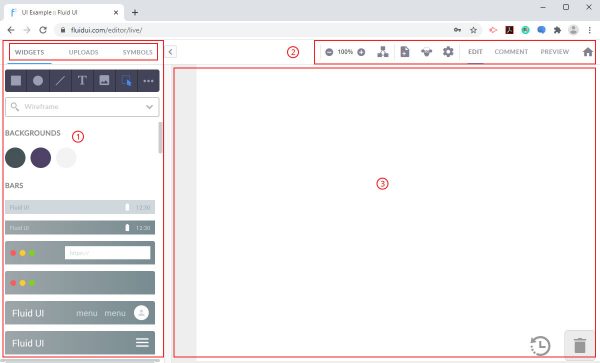 UI Example :: Fluid UI
fluidui.com/editor/live/
WIDGETS UPLOADS SYMBOLS
2
100%
EDIT COMMENT PREVIEW
T
Wireframe
BACKGROUNDS
1
BARS
3
Fluid UI 12:30
Fluid UI 12:30
https://
Fluid UI menu menu
Fluid UI